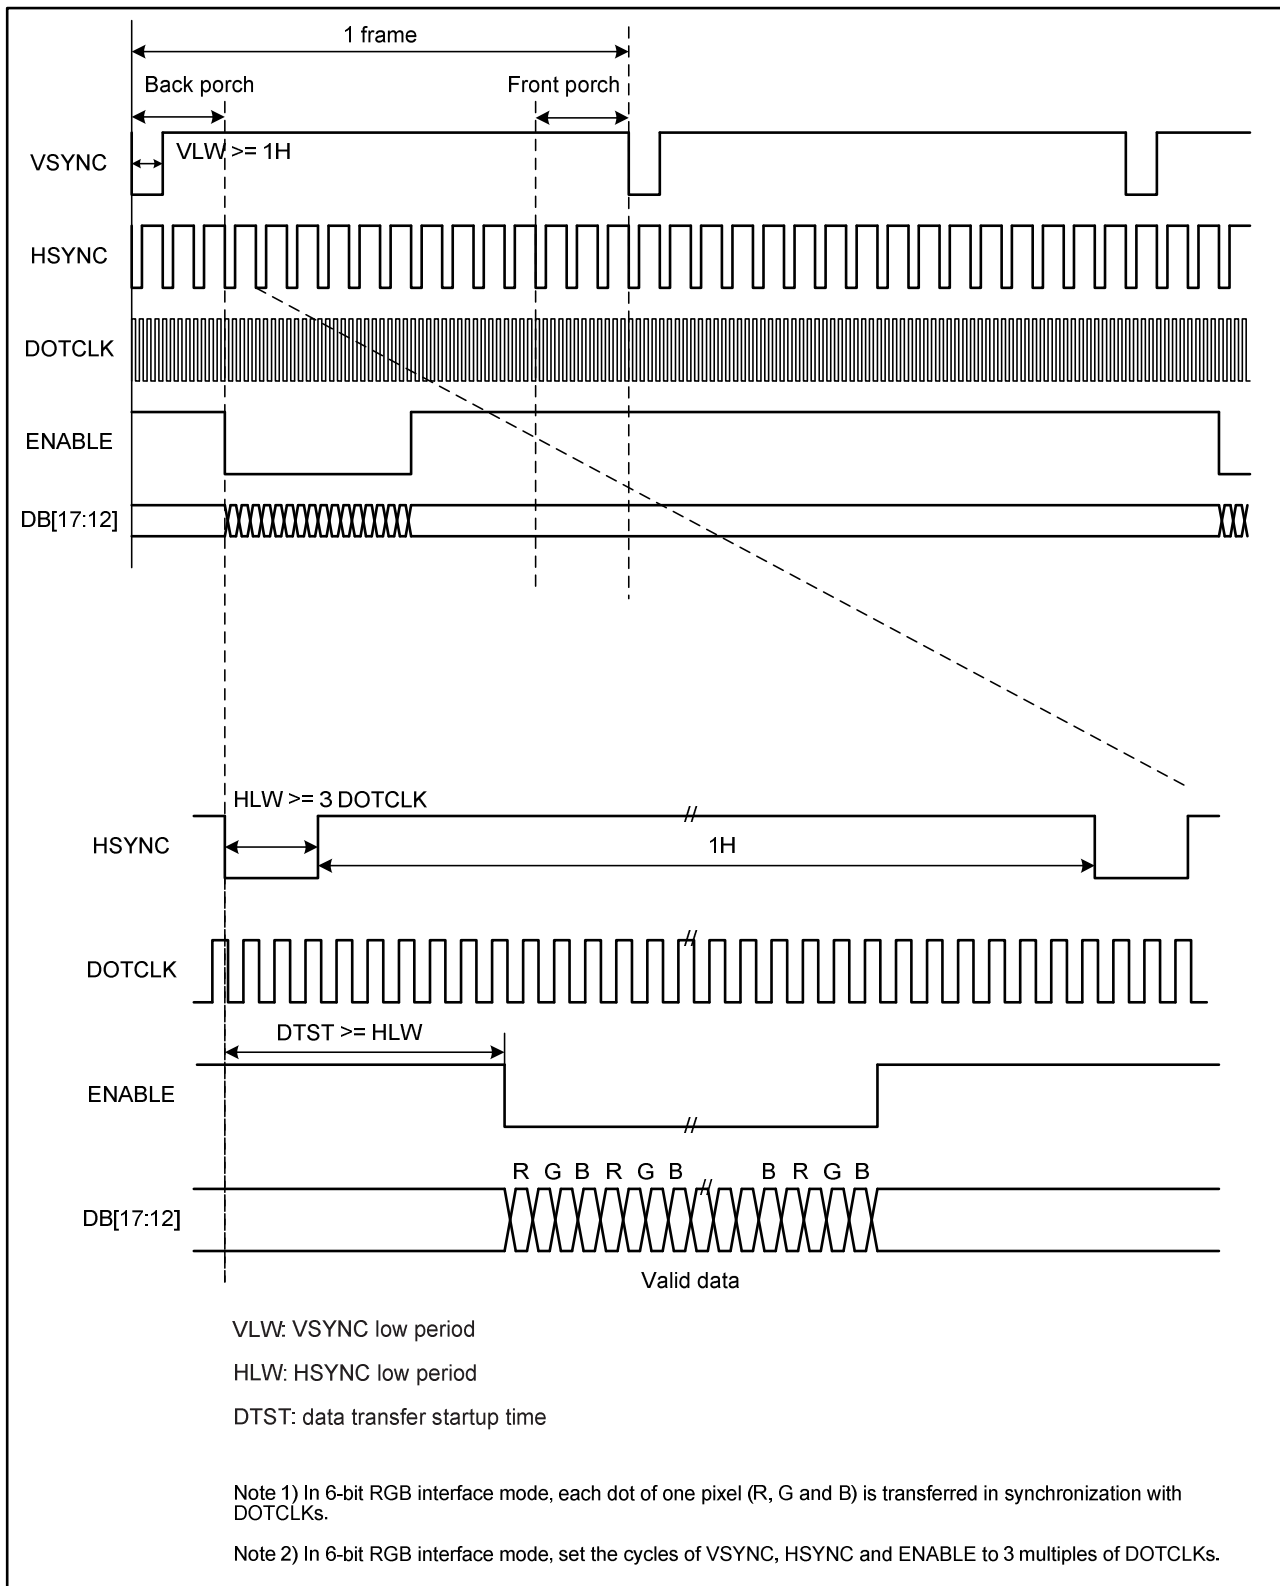 1 frame
Back porch
Front porch
VLW >= 1H
VSYNC
HSYNC
DOTCLK
ENABLE
DB[17:12]
HLW >= 3 DOTCLK
//
HSYNC
1H
//
DOTCLK
DTST >= HLW
ENABLE
//
R G B R G B B R G B
//
DB[17:12]
Valid data
VLW: VSYNC low period
HLW: HSYNC low period
DTST: data transfer startup time
Note 1) In 6-bit RGB interface mode, each dot of one pixel (R, G and B) is transferred in synchronization with
DOTCLKs.
Note 2) In 6-bit RGB interface mode, set the cycles of VSYNC, HSYNC and ENABLE to 3 multiples of DOTCLKs.